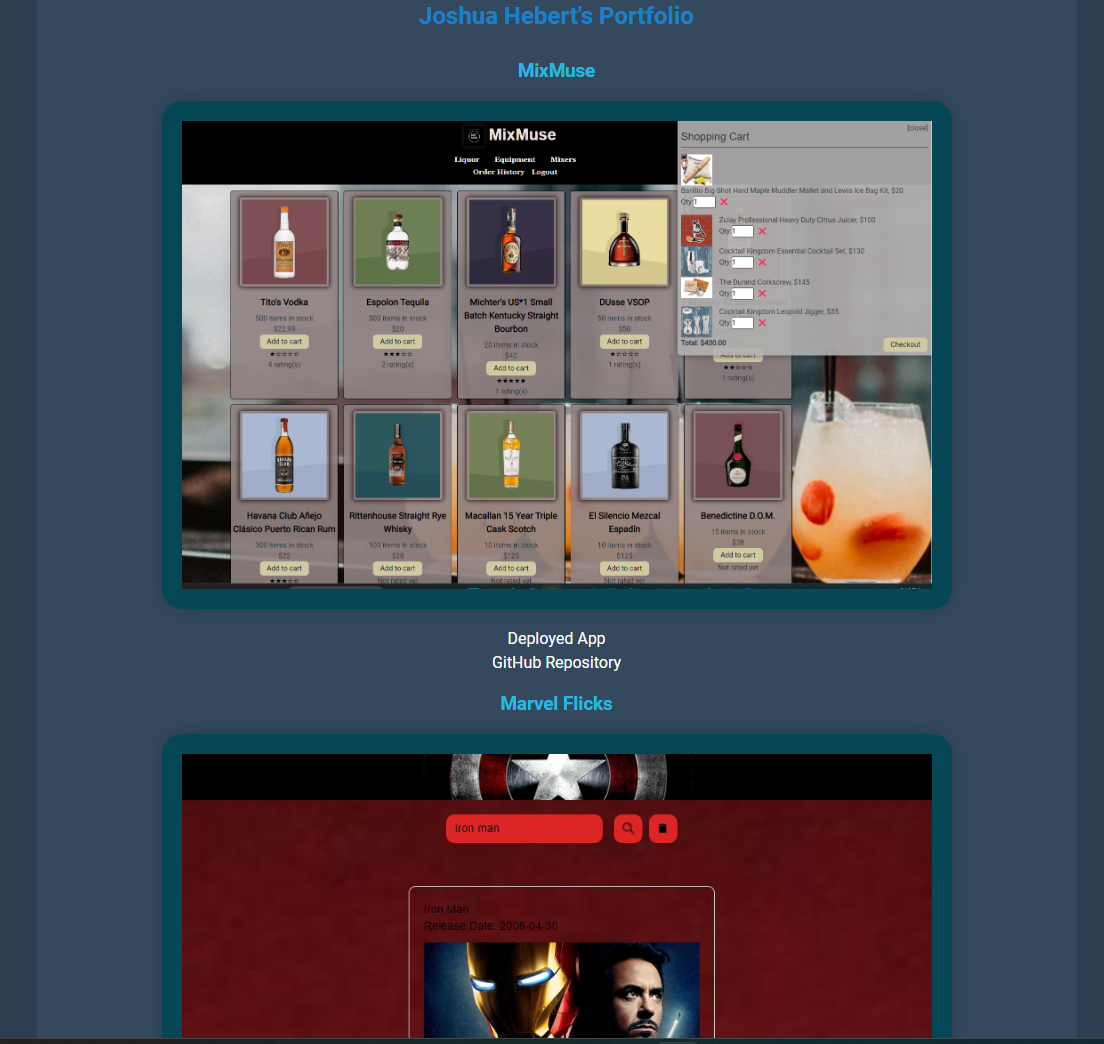 Joshua Hebert's Portfolio
MixMuse
MixMuse
Liquor Equipment Mixers
Order History Logout
[close]
Shopping Cart
Barillio Big-Shot Hard Maple Muddler Mallet and Lewis Ice Bag Kit, $20
Qty:1
Zulay Professional Heavy Duty Citrus Juicer, $100
Qty:1
Cocktail Kingdom Essential Cocktail Set, $130
Qty:1
The Durand Corkscrew, $145
Qty:1
Cocktail Kingdom Leopold Jigger, $35
Qty:1
Total: $430.00
Checkout
Tito's Vodka
500 items in stock
$22.99
Add to cart
★☆☆☆☆
4 rating(s)
Espolon Tequila
500 items in stock
$20
Add to cart
★★★☆☆
2 rating(s)
Michter's US*1 Small
Batch Kentucky Straight
Bourbon
20 items in stock
$45
Add to cart
★★★★★
1 rating(s)
DUsse VSOP
50 items in stock
$50
Add to cart
★☆☆☆☆
1 rating(s)
Add to cart
★★☆☆☆
1 rating(s)
Havana Club Añejo
Clásico Puerto Rican Rum
300 items in stock
$22
Add to cart
★★★☆☆
Rittenhouse Straight Rye
Whisky
100 items in stock
$28
Add to cart
Not rated yet
Macallan 15 Year Triple
Cask Scotch
10 items in stock
$125
Add to cart
Not rated yet
El Silencio Mezcal
Espadín
10 items in stock
$125
Add to cart
Not rated yet
Benedictine D.O.M.
15 items in stock
$38
Add to cart
Not rated yet
Deployed App
GitHub Repository
Marvel Flicks
iron man
Iron Man
Release Date: 2008-04-30